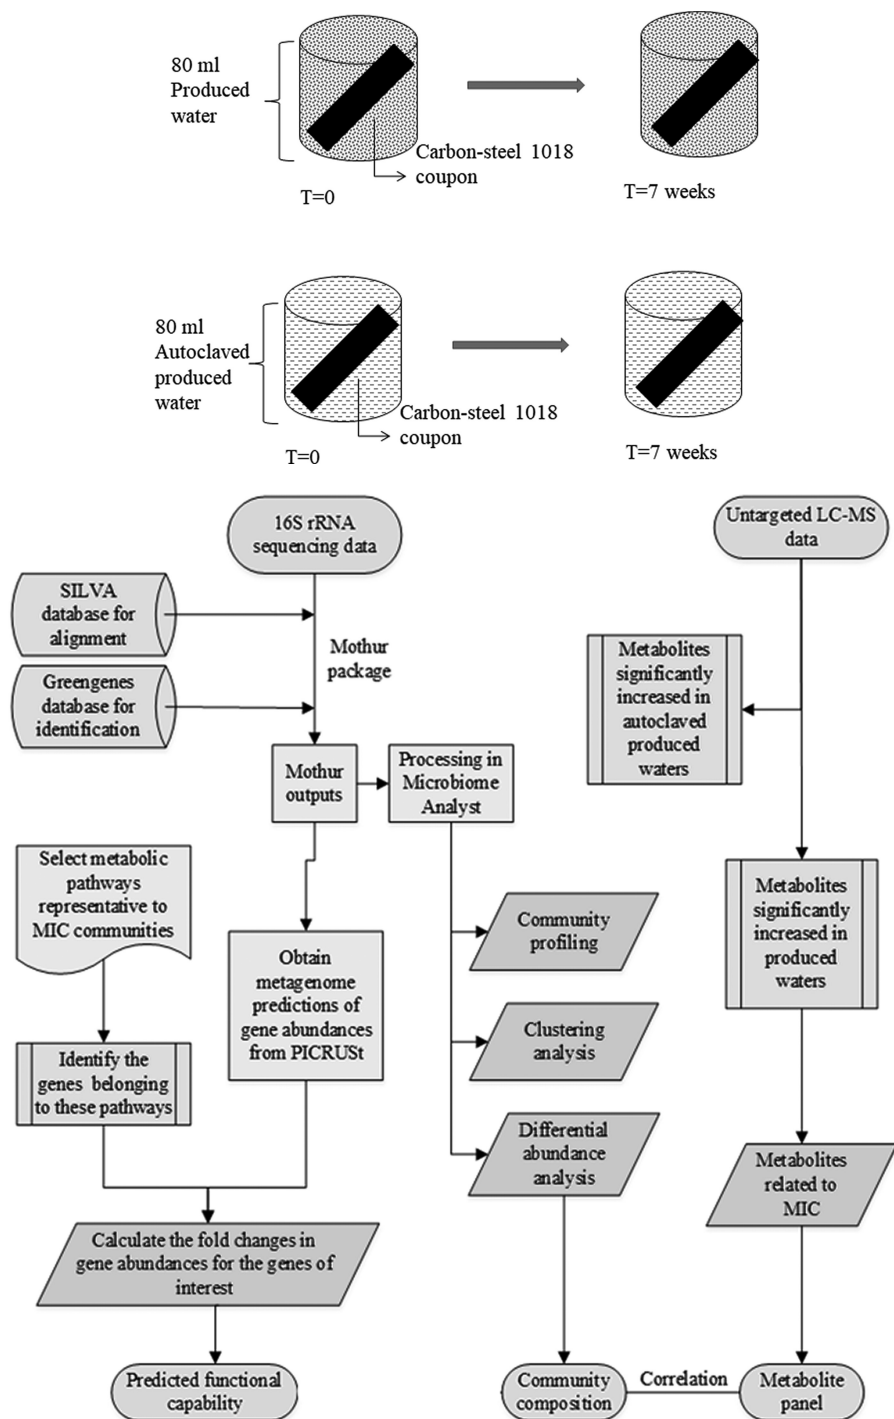 80 ml
Produced
water
Carbon-steel 1018
coupon
T=0
T=7 weeks
80 ml
Autoclaved
produced
water
Carbon-steel 1018
coupon
T=0
T=7 weeks
16S rRNA
sequencing data
Untargeted LC-MS
data
SILVA
database for
alignment
Mothur
package
Greengenes
database for
identification
Metabolites
significantly
increased in
autoclaved
produced
waters
Mothur
outputs
Processing in
Microbiome
Analyst
Select metabolic
pathways
representative to
MIC communities
Metabolites
significantly
increased in
produced
waters
Community
profiling
Obtain
metagenome
predictions of
gene abundances
from PICRUSt
Clustering
analysis
Identify the
genes belonging
to these pathways
Differential
abundance
analysis
Metabolites
related to
MIC
Calculate the fold changes in
gene abundances for the genes of
interest
Predicted functional
capability
Community
composition
Correlation
Metabolite
panel